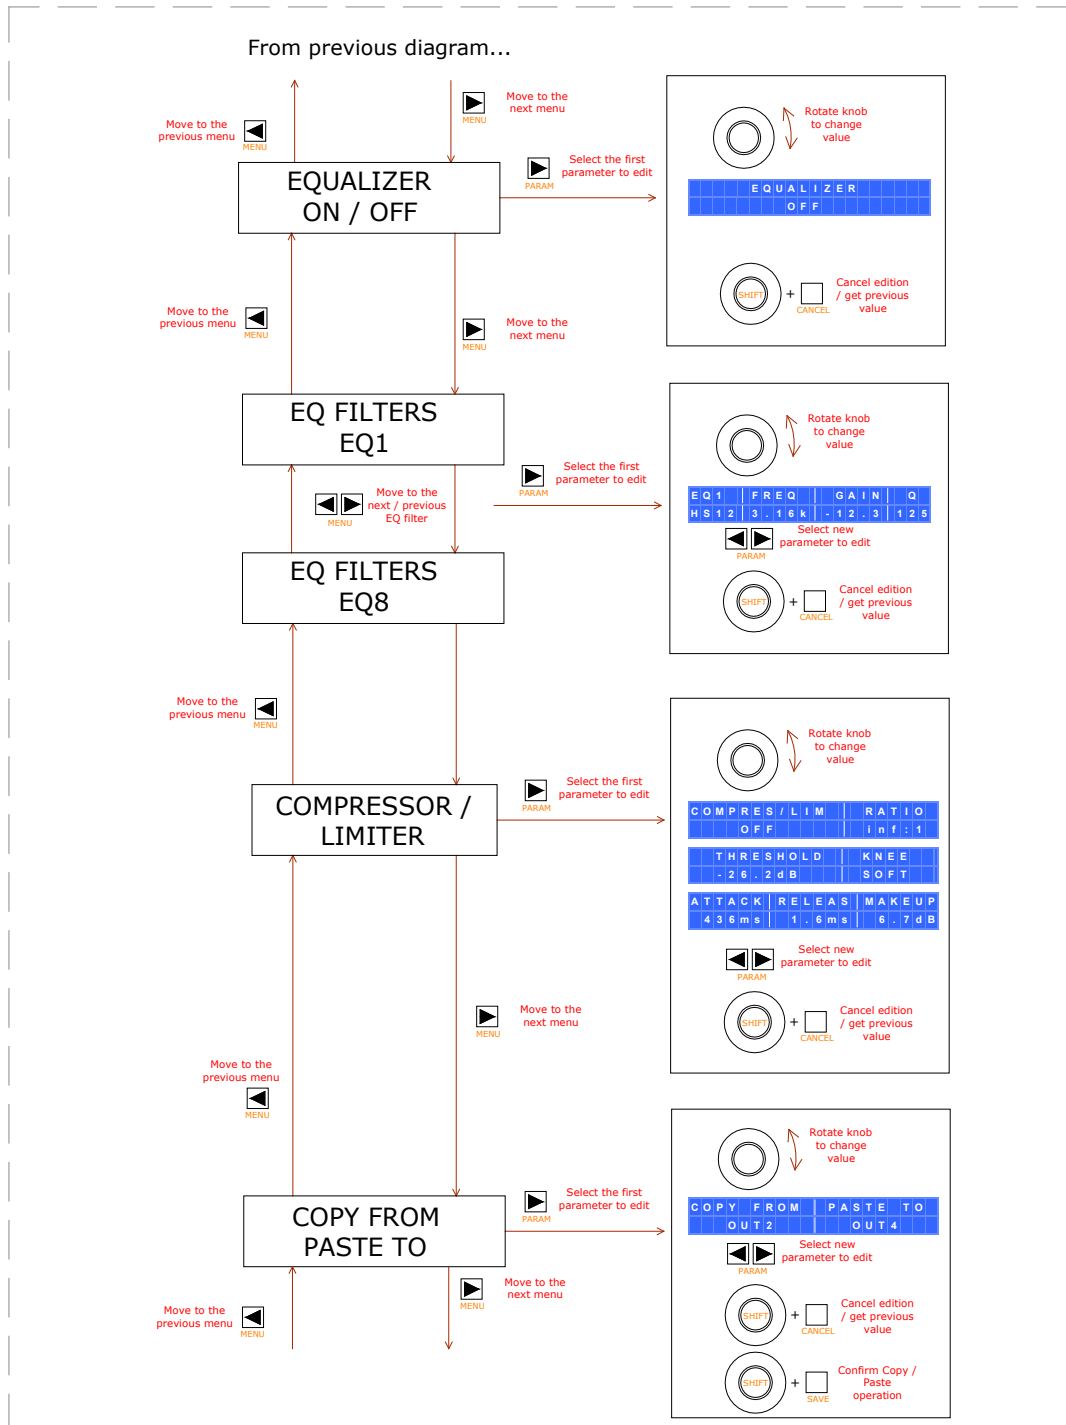 From previous diagram...
Move to the
previous menu
MENU
MENU
Move to the
next menu
EQUALIZER
ON / OFF
PARAM
Select the first
parameter to edit
Rotate knob
to change
value
EQUALIZER
OFF
SHIFT
+
CANCEL
Cancel edition
/ get previous
value
Move to the
previous menu
MENU
MENU
Move to the
next menu
EQ FILTERS
EQ1
PARAM
Select the first
parameter to edit
MENU
Move to the
next / previous
EQ filter
Rotate knob
to change
value
EQ1 FREQ GAIN Q
HS12 3.16k -12.3 125
PARAM
Select new
parameter to edit
SHIFT
+
CANCEL
Cancel edition
/ get previous
value
EQ FILTERS
EQ8
Move to the
previous menu
MENU
COMPRESSOR /
LIMITER
PARAM
Select the first
parameter to edit
Rotate knob
to change
value
COMPRES/LIM RATIO
OFF inf:1
THRESHOLD KNEE
-26.2dB SOFT
ATTACK RELEAS MAKEUP
436ms 1.6ms 6.7dB
PARAM
Select new
parameter to edit
SHIFT
+
CANCEL
Cancel edition
/ get previous
value
MENU
Move to the
next menu
Move to the
previous menu
MENU
COPY FROM
PASTE TO
PARAM
Select the first
parameter to edit
Rotate knob
to change
value
COPY FROM PASTE TO
OUT2 OUT4
PARAM
Select new
parameter to edit
SHIFT
+
CANCEL
Cancel edition
/ get previous
value
SHIFT
+
SAVE
Confirm Copy /
Paste
operation
Move to the
previous menu
MENU
MENU
Move to the
next menu